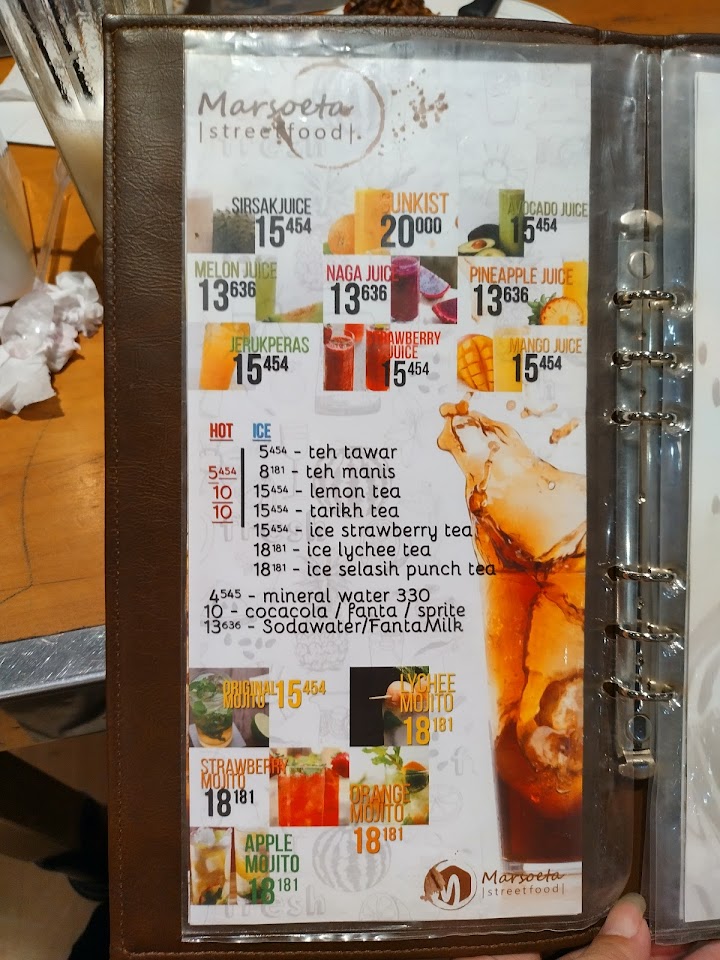 Marsoeta
|streetfood|
SIRSAKJUICE
15454
UNKIST
20000
AVOCADO JUICE
15454
MELON JUICE
13636
NAGA JUICE
13636
PINEAPPLE JUICE
13636
JERUKPERAS
15454
STRAWBERRY
JUICE
15454
MANGO JUICE
15454
HOT ICE
5454 - teh tawar
5454 8181 - teh manis
10 15454 - lemon tea
10 15454 - tarikh tea
15454 - ice strawberry tea
18181 - ice lychee tea
18181 - ice selasih punch tea
4545 - mineral water 330
10 - cocacola / fanta / sprite
13636 - Sodawater/FantaMilk
ORIGINAL
MOJITO 15454
LYCHEE
MOJITO
18181
STRAWBERRY
MOJITO
18181
ORANGE
MOJITO
18181
APPLE
MOJITO
18181
Marsoeta
|streetfood|